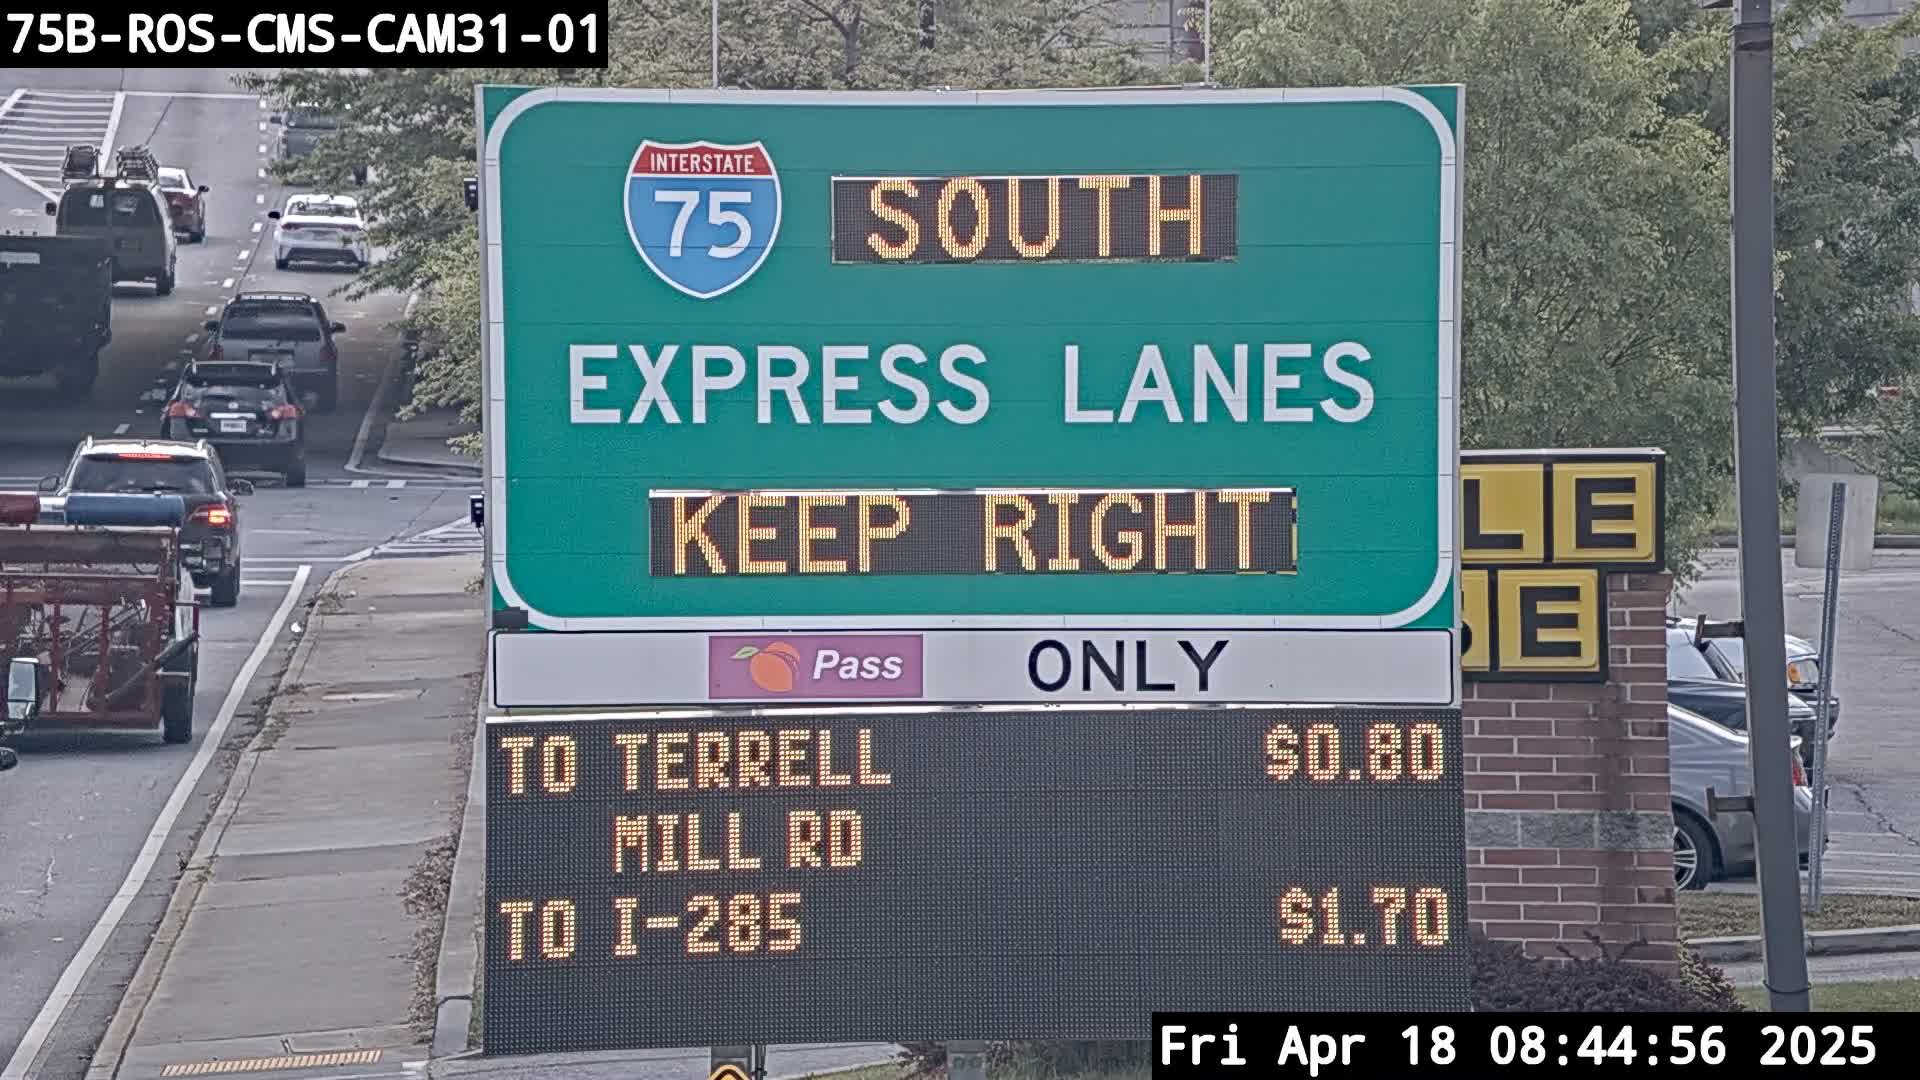 75B-ROS-CMS-CAM31-01
INTERSTATE
75
SOUTH
EXPRESS LANES
KEEP RIGHT
Pass ONLY
TO TERRELL $0.80
MILL RD
TO I-285 $1.70
LE
E
Fri Apr 18 08:44:56 2025